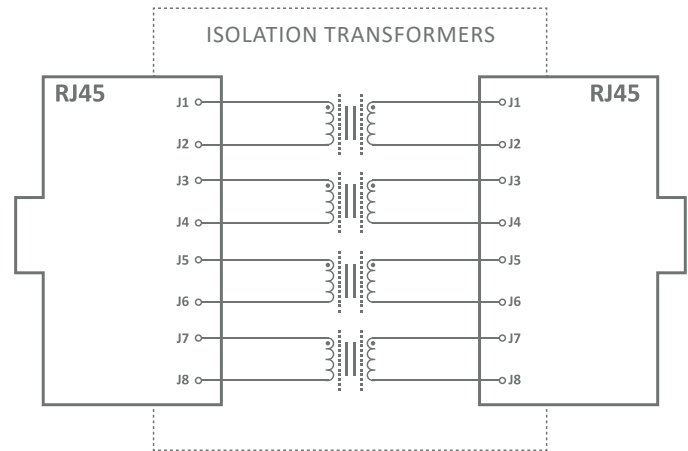 ISOLATION TRANSFORMERS
RJ45 RJ45
J1 J1
J2 J2
J3 J3
J4 J4
J5 J5
J6 J6
J7 J7
J8 J8